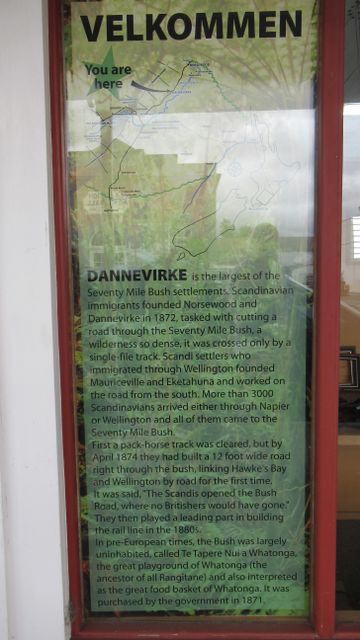 VELKOMMEN
You are
here
DANNEVIRKE is the largest of the
Seventy Mile Bush settlements. Scandinavian
immigrants founded Norsewood and
Dannevirke in 1872, tasked with cutting a
road through the Seventy Mile Bush, a
wilderness so dense, it was crossed only by a
single-file track. Scandi settlers who
immigrated through Wellington founded
Mauriceville and Eketahuna and worked on
the road from the south. More than 3000
Scandinavians arrived either through Napier
or Wellington and all of them came to the
Seventy Mile Bush.
First a pack-horse track was cleared, but by
April 1874 they had built a 12 foot wide road
right through the bush, linking Hawke's Bay
and Wellington by road for the first time.
It was said, "The Scandis opened the Bush
Road, where no Britishers would have gone."
They then played a leading part in building
the rail line in the 1880s.
In pre-European times, the Bush was largely
uninhabited, called Te Tapere Nui a Whatonga,
the great playground of Whatonga (the
ancestor of all Rangitane) and also interpreted
as the great food basket of Whatonga. It was
purchased by the government in 1871.